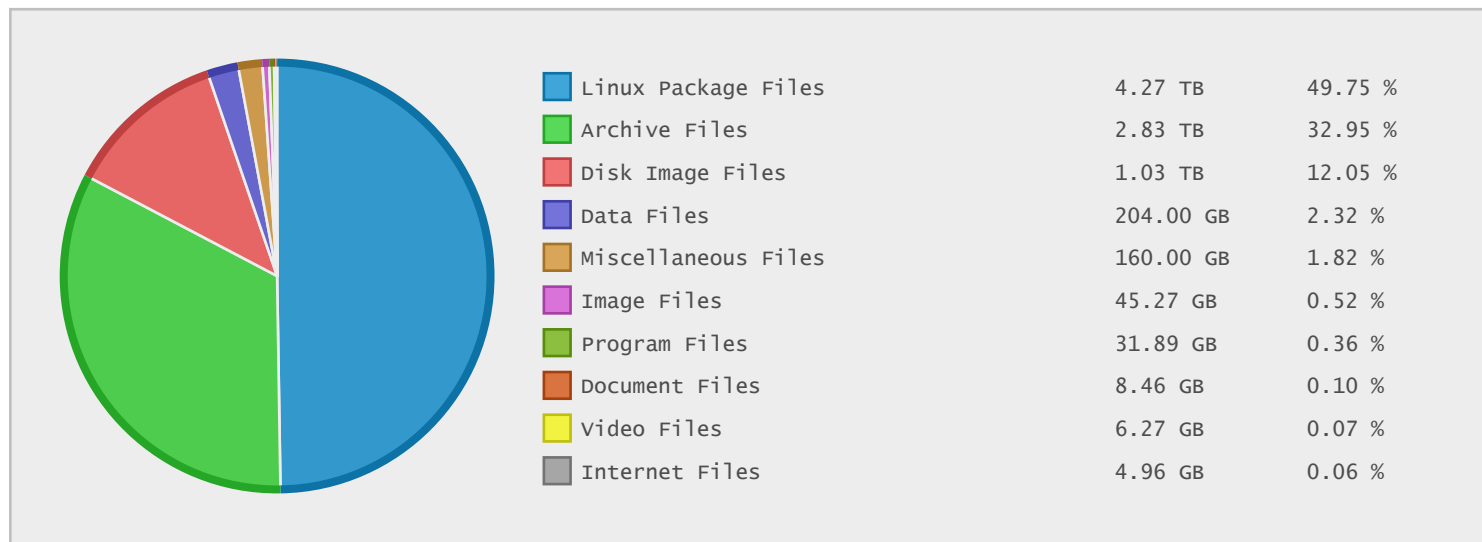 Linux Package Files 4.27 TB 49.75 %
Archive Files 2.83 TB 32.95 %
Disk Image Files 1.03 TB 12.05 %
Data Files 204.00 GB 2.32 %
Miscellaneous Files 160.00 GB 1.82 %
Image Files 45.27 GB 0.52 %
Program Files 31.89 GB 0.36 %
Document Files 8.46 GB 0.10 %
Video Files 6.27 GB 0.07 %
Internet Files 4.96 GB 0.06 %